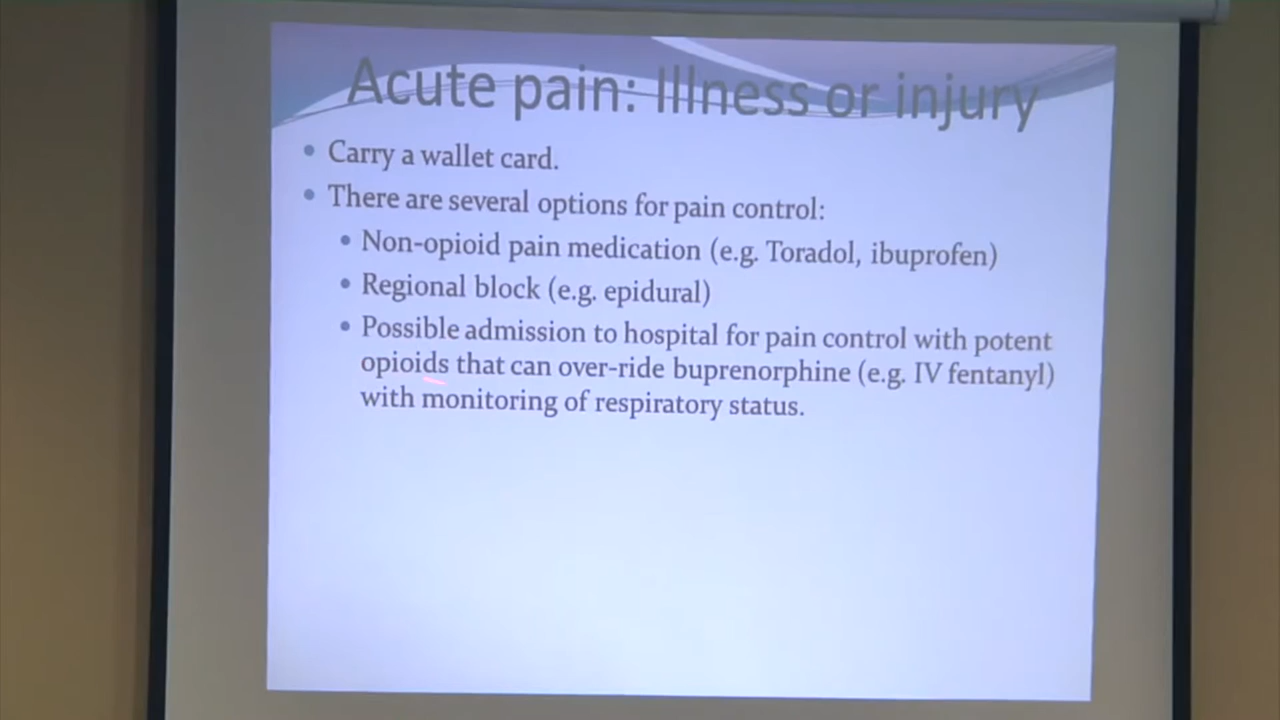 Acute pain: Illness or injury
• Carry a wallet card.
• There are several options for pain control:
• Non-opioid pain medication (e.g. Toradol, ibuprofen)
• Regional block (e.g. epidural)
• Possible admission to hospital for pain control with potent
opioids that can over-ride buprenorphine (e.g. IV fentanyl)
with monitoring of respiratory status.